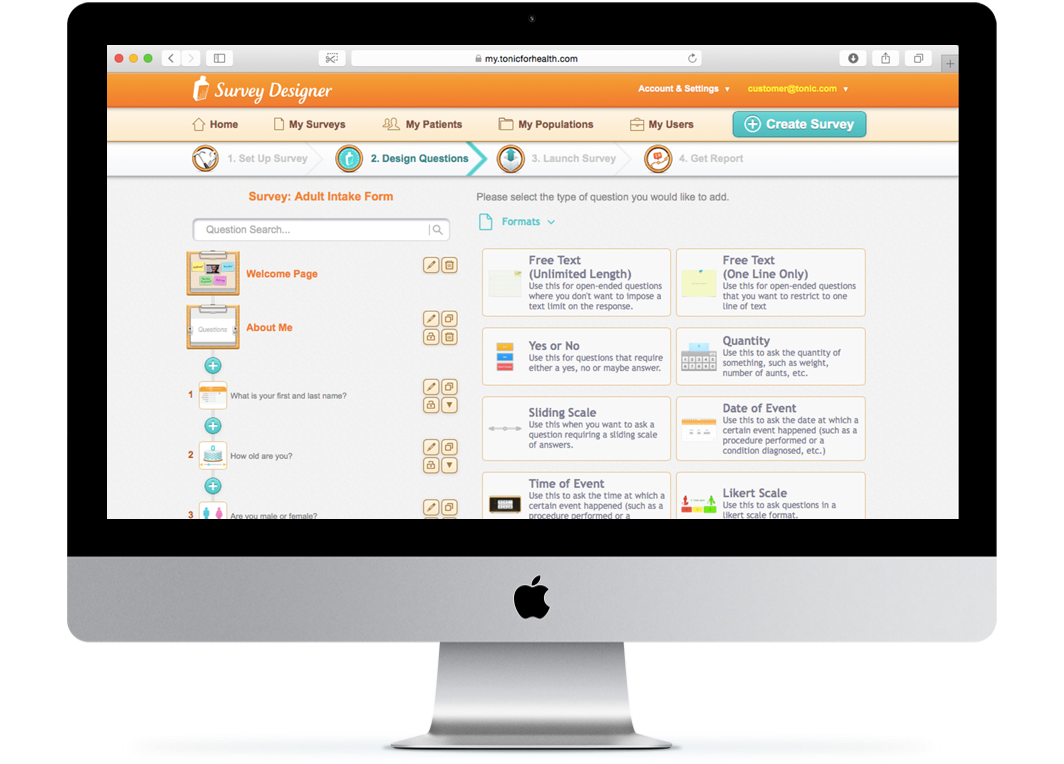 my.tonicforhealth.com
Survey Designer
Account & Settings ▼
customer@tonic.com ▼
Home
My Surveys
My Patients
My Populations
My Users
Create Survey
1. Set Up Survey
2. Design Questions
3. Launch Survey
4. Get Report
Survey: Adult Intake Form
Question Search...
Welcome Page
Questions
About Me
1
What is your first and last name?
2
How old are you?
3
Are you male or female?
Please select the type of question you would like to add.
Formats
Free Text
(Unlimited Length)
Use this for open-ended questions
where you don't want to impose a
text limit on the response.
Free Text
(One Line Only)
Use this for open-ended questions
that you want to restrict to one
line of text
Yes or No
Use this for questions that require
either a yes, no or maybe answer.
Quantity
Use this to ask the quantity of
something, such as weight,
number of aunts, etc.
Sliding Scale
Use this when you want to ask a
question requiring a sliding scale
of answers.
Date of Event
Use this to ask the date at which a
certain event happened (such as a
procedure performed or a
condition diagnosed, etc.)
Time of Event
Use this to ask the time at which a
certain event happened (such as a
procedure performed or a
Likert Scale
Use this to ask questions in a
likert scale format.